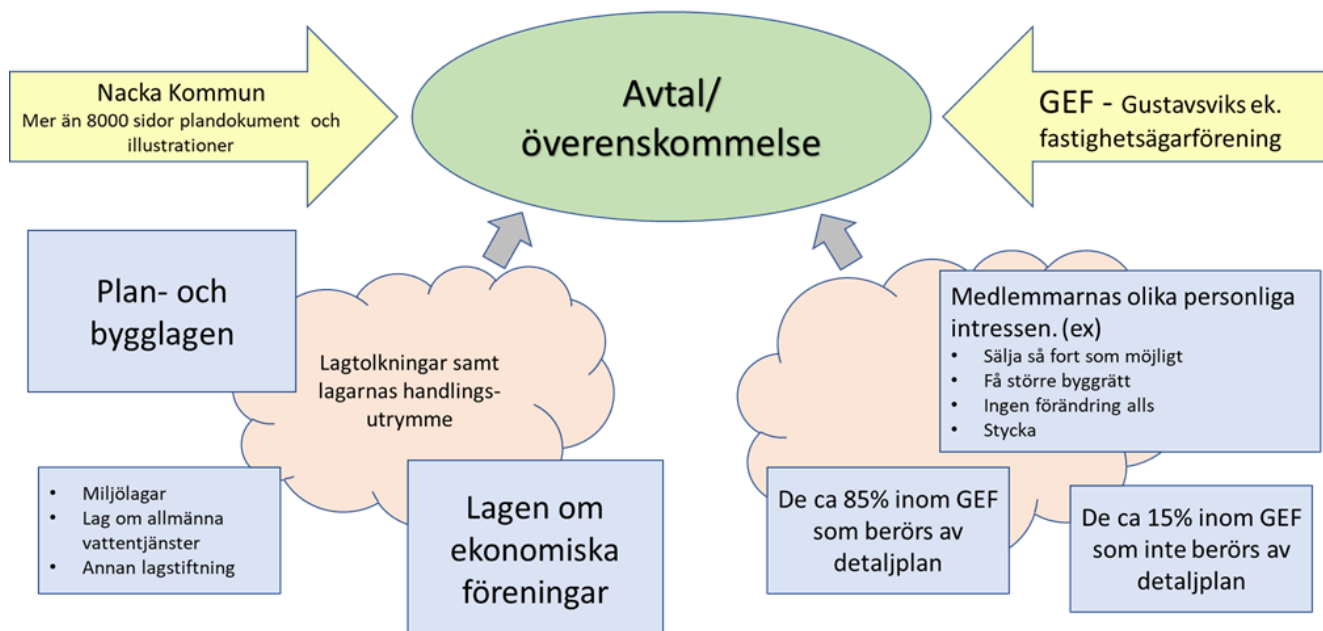 Nacka Kommun
Mer än 8000 sidor plandokument och
illustrationer
Avtal/
överenskommelse
GEF - Gustavsviks ek.
fastighetsägarförening
Plan- och
bygglagen
Lagtolkningar samt
lagarnas handlings-
utrymme
• Miljölagar
• Lag om allmänna
vattentjänster
• Annan lagstiftning
Lagen om
ekonomiska
föreningar
Medlemmarnas olika personliga
intressen. (ex)
• Sälja så fort som möjligt
• Få större byggrätt
• Ingen förändring alls
• Stycka
De ca 85% inom GEF
som berörs av
detaljplan
De ca 15% inom GEF
som inte berörs av
detaljplan